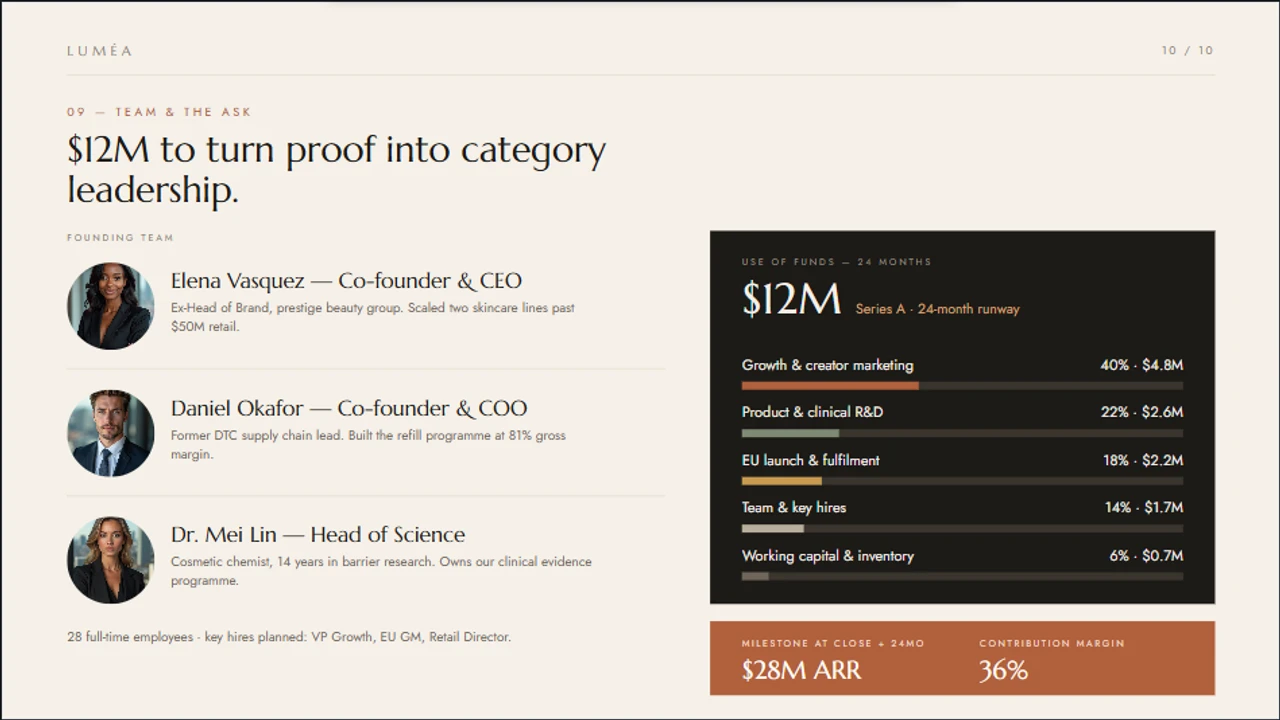 LUMÉA
10 / 10
09 — TEAM & THE ASK
$12M to turn proof into category
leadership.
FOUNDING TEAM
Elena Vasquez — Co-founder & CEO
Ex-Head of Brand, prestige beauty group. Scaled two skincare lines past
$50M retail.
Daniel Okafor — Co-founder & COO
Former DTC supply chain lead. Built the refill programme at 81% gross
margin.
Dr. Mei Lin — Head of Science
Cosmetic chemist, 14 years in barrier research. Owns our clinical evidence
programme.
28 full-time employees · key hires planned: VP Growth, EU GM, Retail Director.
USE OF FUNDS — 24 MONTHS
$12M Series A · 24-month runway
Growth & creator marketing 40% · $4.8M
Product & clinical R&D 22% · $2.6M
EU launch & fulfilment 18% · $2.2M
Team & key hires 14% · $1.7M
Working capital & inventory 6% · $0.7M
MILESTONE AT CLOSE + 24MO
$28M ARR
CONTRIBUTION MARGIN
36%